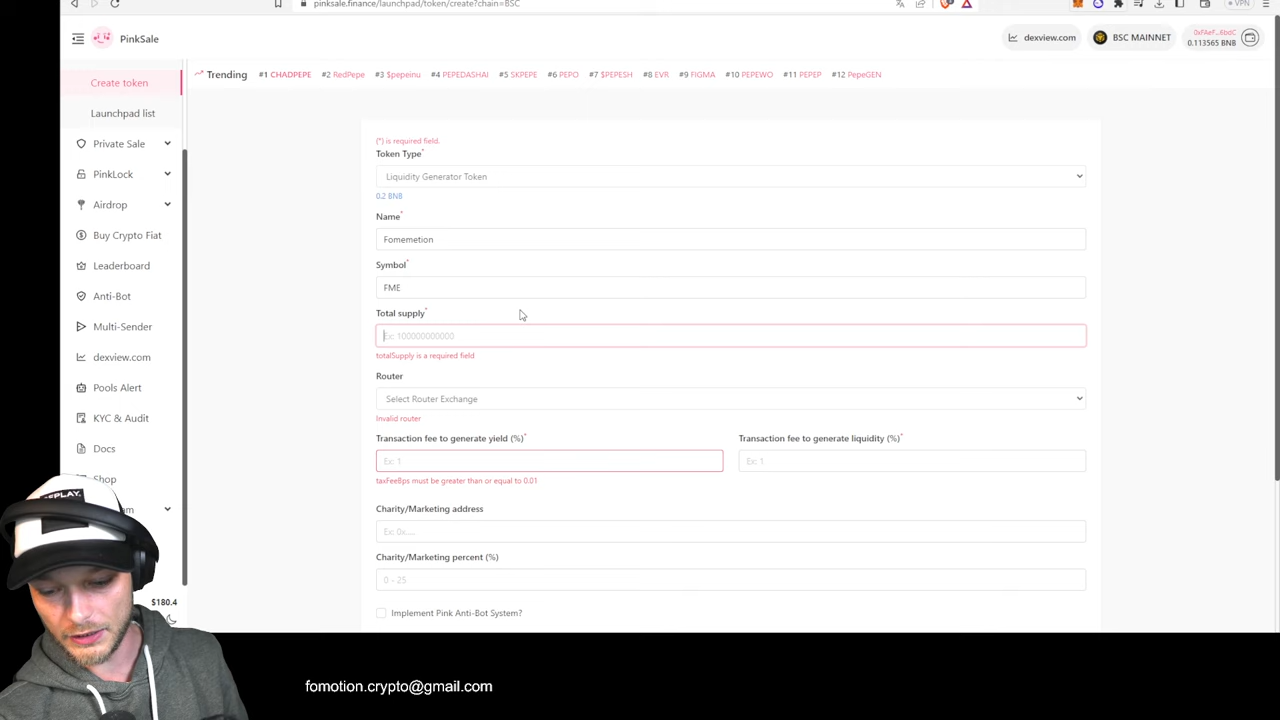 pinksale.finance/launchpad/token/create?chain=BSC
VPN
PinkSale
dexview.com
BSC MAINNET
0.113565 BNB
Trending #1 CHADPEPE #2 RedPepe #3 $pepeinu #4 PEPEDASHAI #5 SKPEPE #6 PEPO #7 $PEPESH #8 EVR #9 FIGMA #10 PEPEWO #11 PEPEP #12 PepeGEN
Create token
Launchpad list
Private Sale
PinkLock
Airdrop
Buy Crypto Fiat
Leaderboard
Anti-Bot
Multi-Sender
dexview.com
Pools Alert
KYC & Audit
Docs
Shop
$180.4
(*) is required field.
Token Type*
Liquidity Generator Token
0.2 BNB
Name*
Fomemetion
Symbol*
FME
Total supply*
Ex: 100000000000
totalSupply is a required field
Router
Select Router Exchange
Invalid router
Transaction fee to generate yield (%)*
Ex: 1
taxFeeBps must be greater than or equal to 0.01
Transaction fee to generate liquidity (%)*
Ex: 1
Charity/Marketing address
Ex: 0x.....
Charity/Marketing percent (%)
0 - 25
Implement Pink Anti-Bot System?
REPLAY.
fomotion.crypto@gmail.com